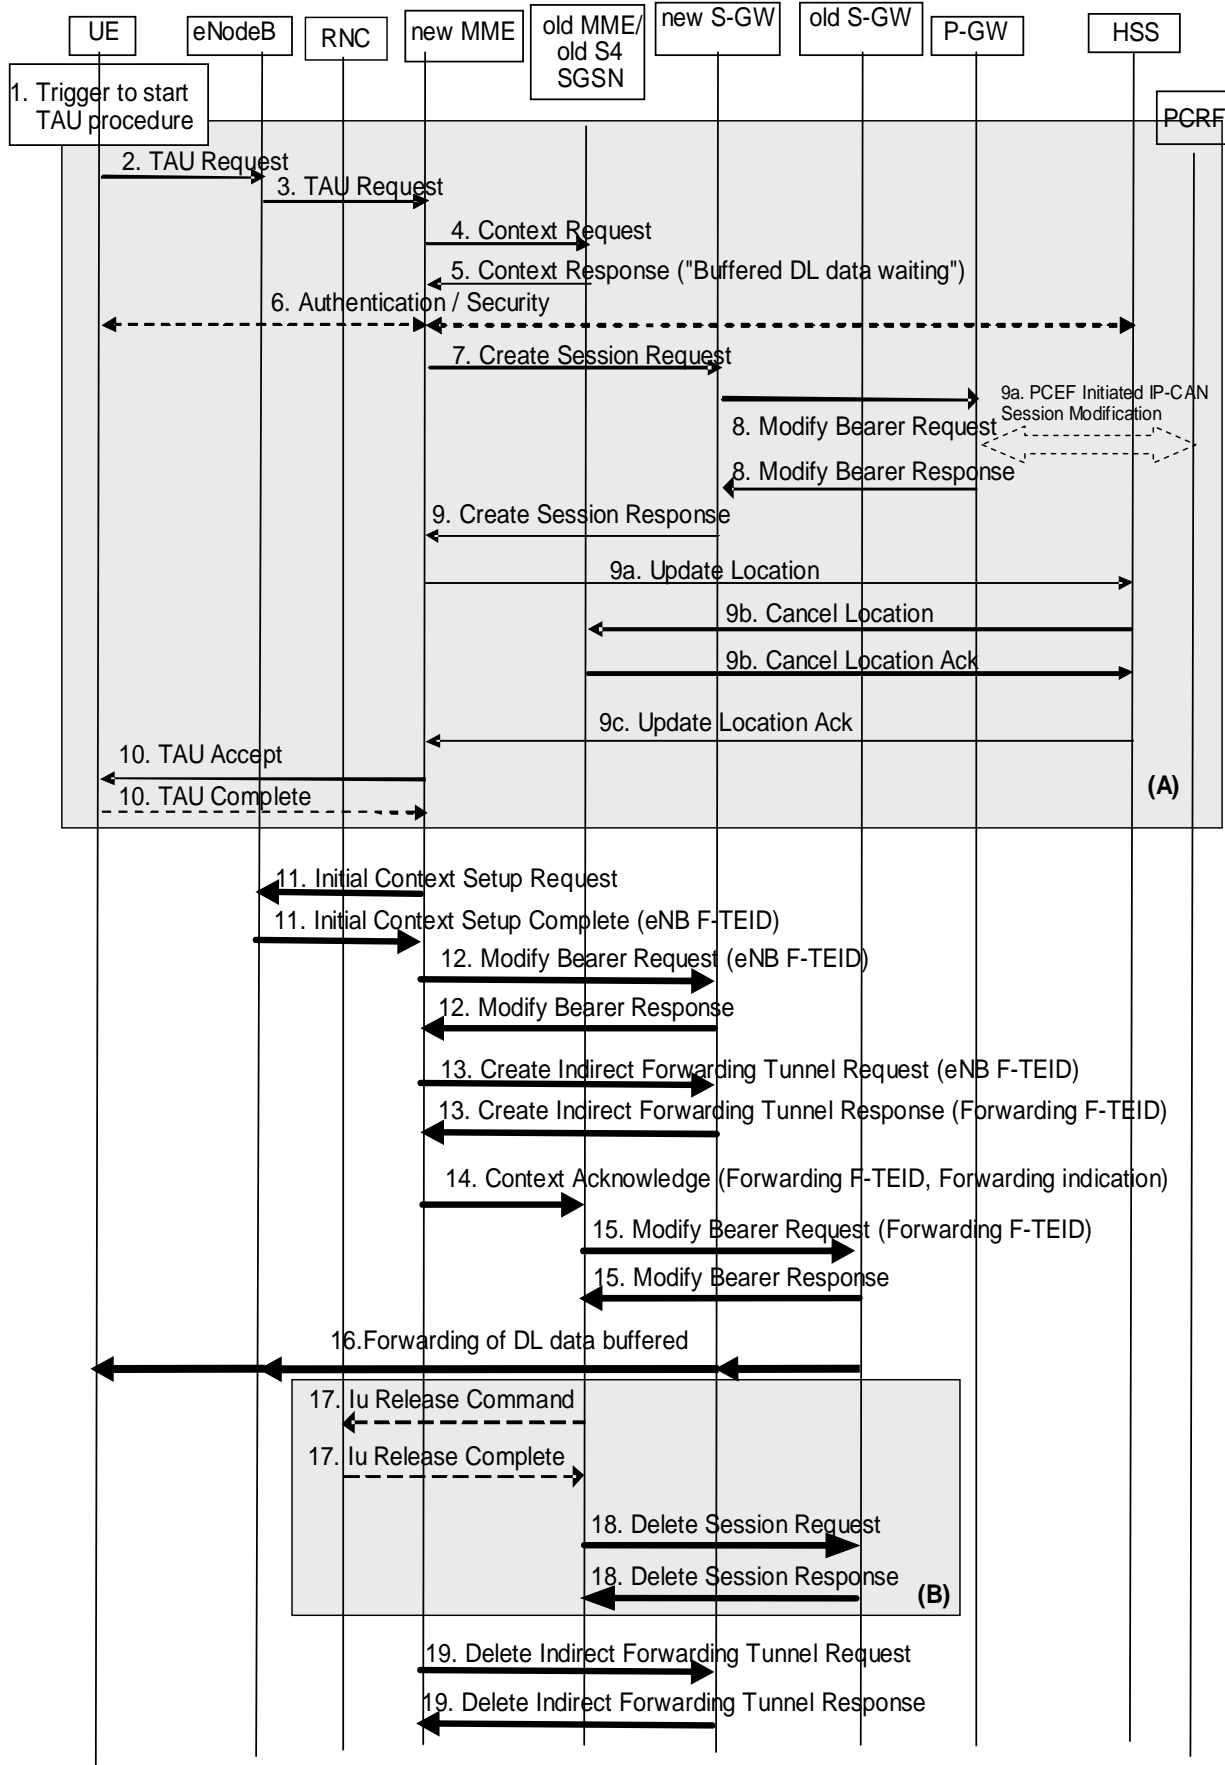 UE
eNodeB
RNC
new MME
old MME/
old S4
SGSN
new S-GW
old S-GW
P-GW
HSS
PCRF
1. Trigger to start
TAU procedure
2. TAU Request
3. TAU Request
4. Context Request
5. Context Response ("Buffered DL data waiting")
6. Authentication / Security
7. Create Session Request
9a. PCEF Initiated IP-CAN
Session Modification
8. Modify Bearer Request
8. Modify Bearer Response
9. Create Session Response
9a. Update Location
9b. Cancel Location
9b. Cancel Location Ack
9c. Update Location Ack
10. TAU Accept
10. TAU Complete
(A)
11. Initial Context Setup Request
11. Initial Context Setup Complete (eNB F-TEID)
12. Modify Bearer Request (eNB F-TEID)
12. Modify Bearer Response
13. Create Indirect Forwarding Tunnel Request (eNB F-TEID)
13. Create Indirect Forwarding Tunnel Response (Forwarding F-TEID)
14. Context Acknowledge (Forwarding F-TEID, Forwarding indication)
15. Modify Bearer Request (Forwarding F-TEID)
15. Modify Bearer Response
16.Forwarding of DL data buffered
17. Iu Release Command
17. Iu Release Complete
18. Delete Session Request
18. Delete Session Response
(B)
19. Delete Indirect Forwarding Tunnel Request
19. Delete Indirect Forwarding Tunnel Response